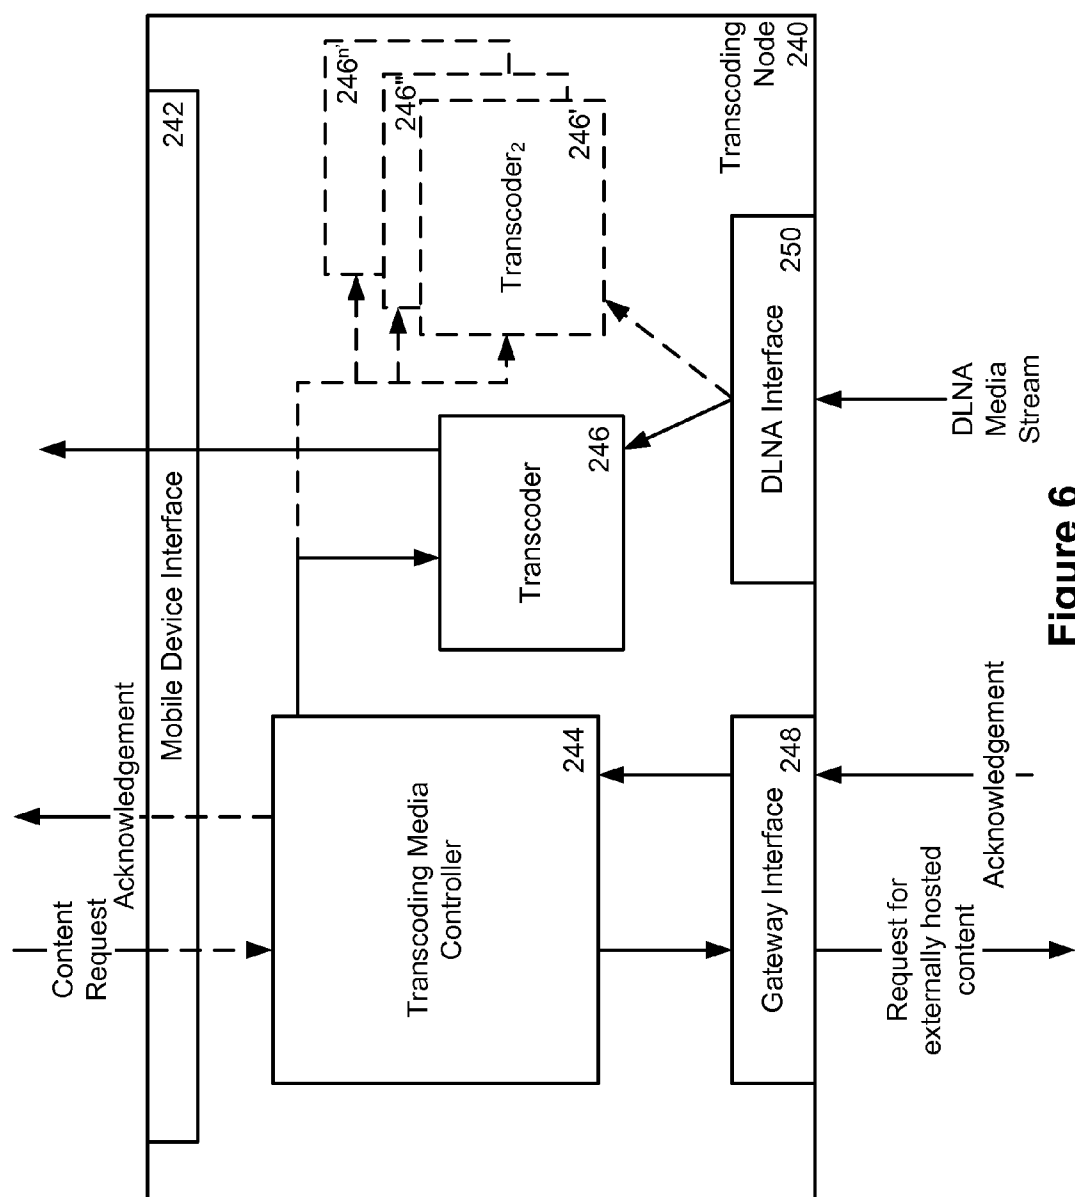 Content
Request
Acknowledgement
Mobile Device Interface
242
Transcoding Media
Controller
244
Transcoder
246
Transcoder₂
246'
246''
246ⁿ'
Gateway Interface
248
DLNA Interface
250
Transcoding
Node
240
Request for
externally hosted
content
Acknowledgement
DLNA
Media
Stream
Figure 6